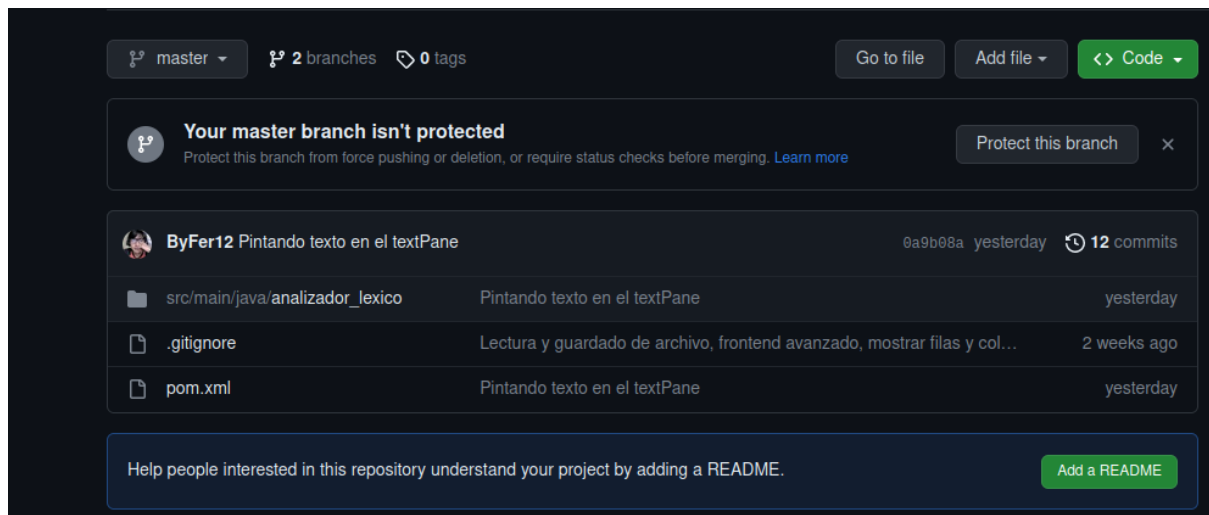 master 2 branches 0 tags Go to file Add file Code
Your master branch isn't protected
Protect this branch from force pushing or deletion, or require status checks before merging. Learn more
Protect this branch
ByFer12 Pintando texto en el textPane 0a9b08a yesterday 12 commits
src/main/java/analizador_lexico Pintando texto en el textPane yesterday
.gitignore Lectura y guardado de archivo, frontend avanzado, mostrar filas y col... 2 weeks ago
pom.xml Pintando texto en el textPane yesterday
Help people interested in this repository understand your project by adding a README. Add a README